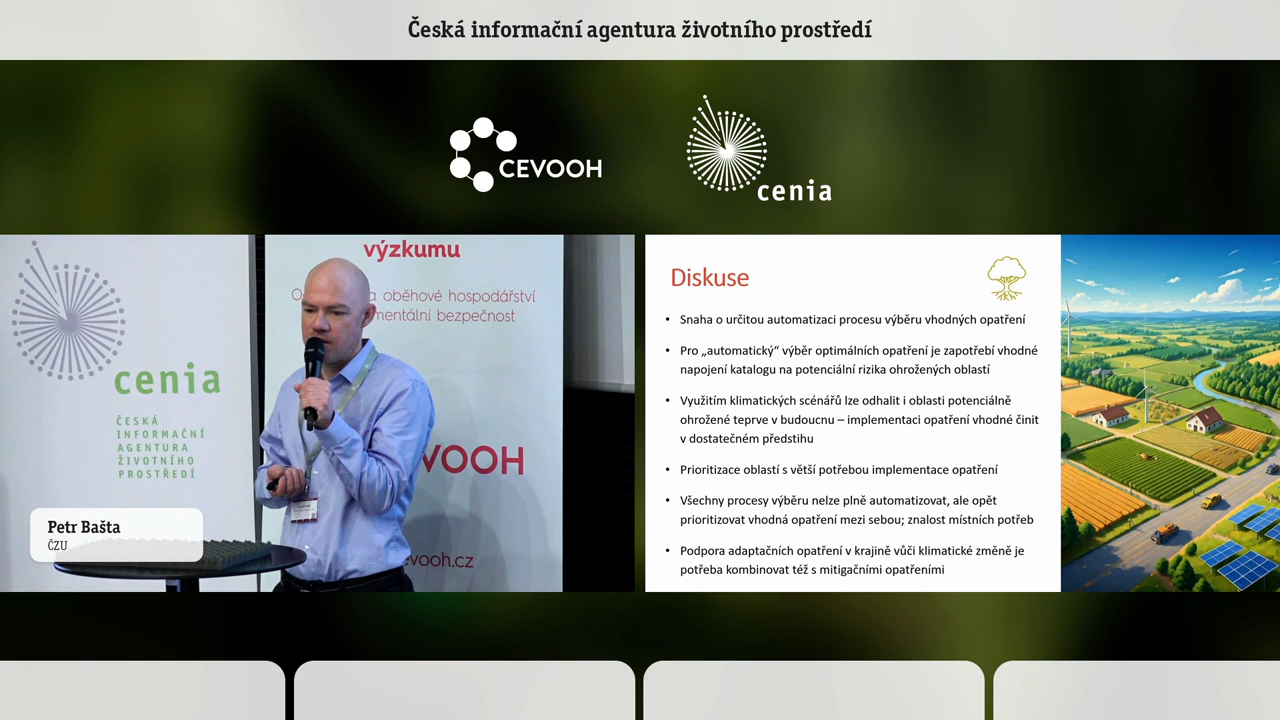 Česká informační agentura životního prostředí
CEVOOH
cenia
výzkumu
oběhové hospodářství
mentální bezpečnost
cenia
ČESKÁ
INFORMAČNÍ
AGENTURA
ŽIVOTNÍHO
PROSTŘEDÍ
VOOH
evooh.cz
Petr Bašta
ČZU
Diskuse
• Snaha o určitou automatizaci procesu výběru vhodných opatření
• Pro „automatický“ výběr optimálních opatření je zapotřebí vhodné
napojení katalogu na potenciální rizika ohrožených oblastí
• Využitím klimatických scénářů lze odhalit i oblasti potenciálně
ohrožené teprve v budoucnu – implementaci opatření vhodné činit
v dostatečném předstihu
• Prioritizace oblastí s větší potřebou implementace opatření
• Všechny procesy výběru nelze plně automatizovat, ale opět
prioritizovat vhodná opatření mezi sebou; znalost místních potřeb
• Podpora adaptačních opatření v krajině vůči klimatické změně je
potřeba kombinovat též s mitigačními opatřeními